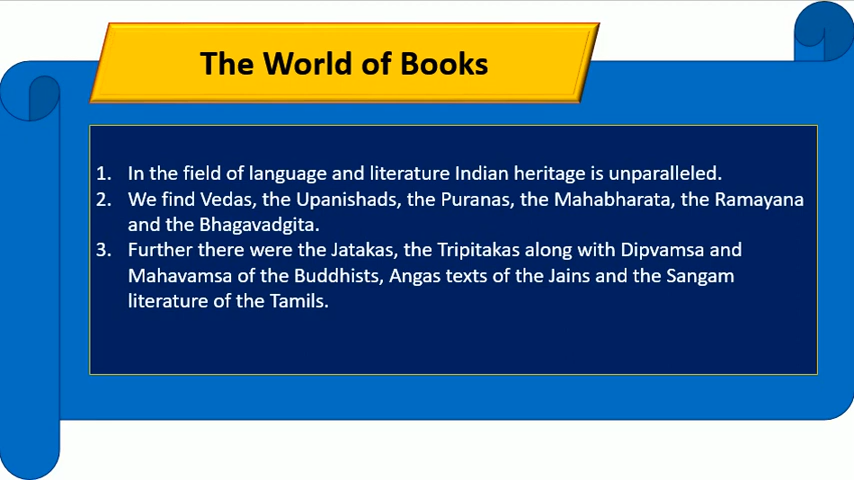 The World of Books
1. In the field of language and literature Indian heritage is unparalleled.
2. We find Vedas, the Upanishads, the Puranas, the Mahabharata, the Ramayana
and the Bhagavadgita.
3. Further there were the Jatakas, the Tripitakas along with Dipvamsa and
Mahavamsa of the Buddhists, Angas texts of the Jains and the Sangam
literature of the Tamils.